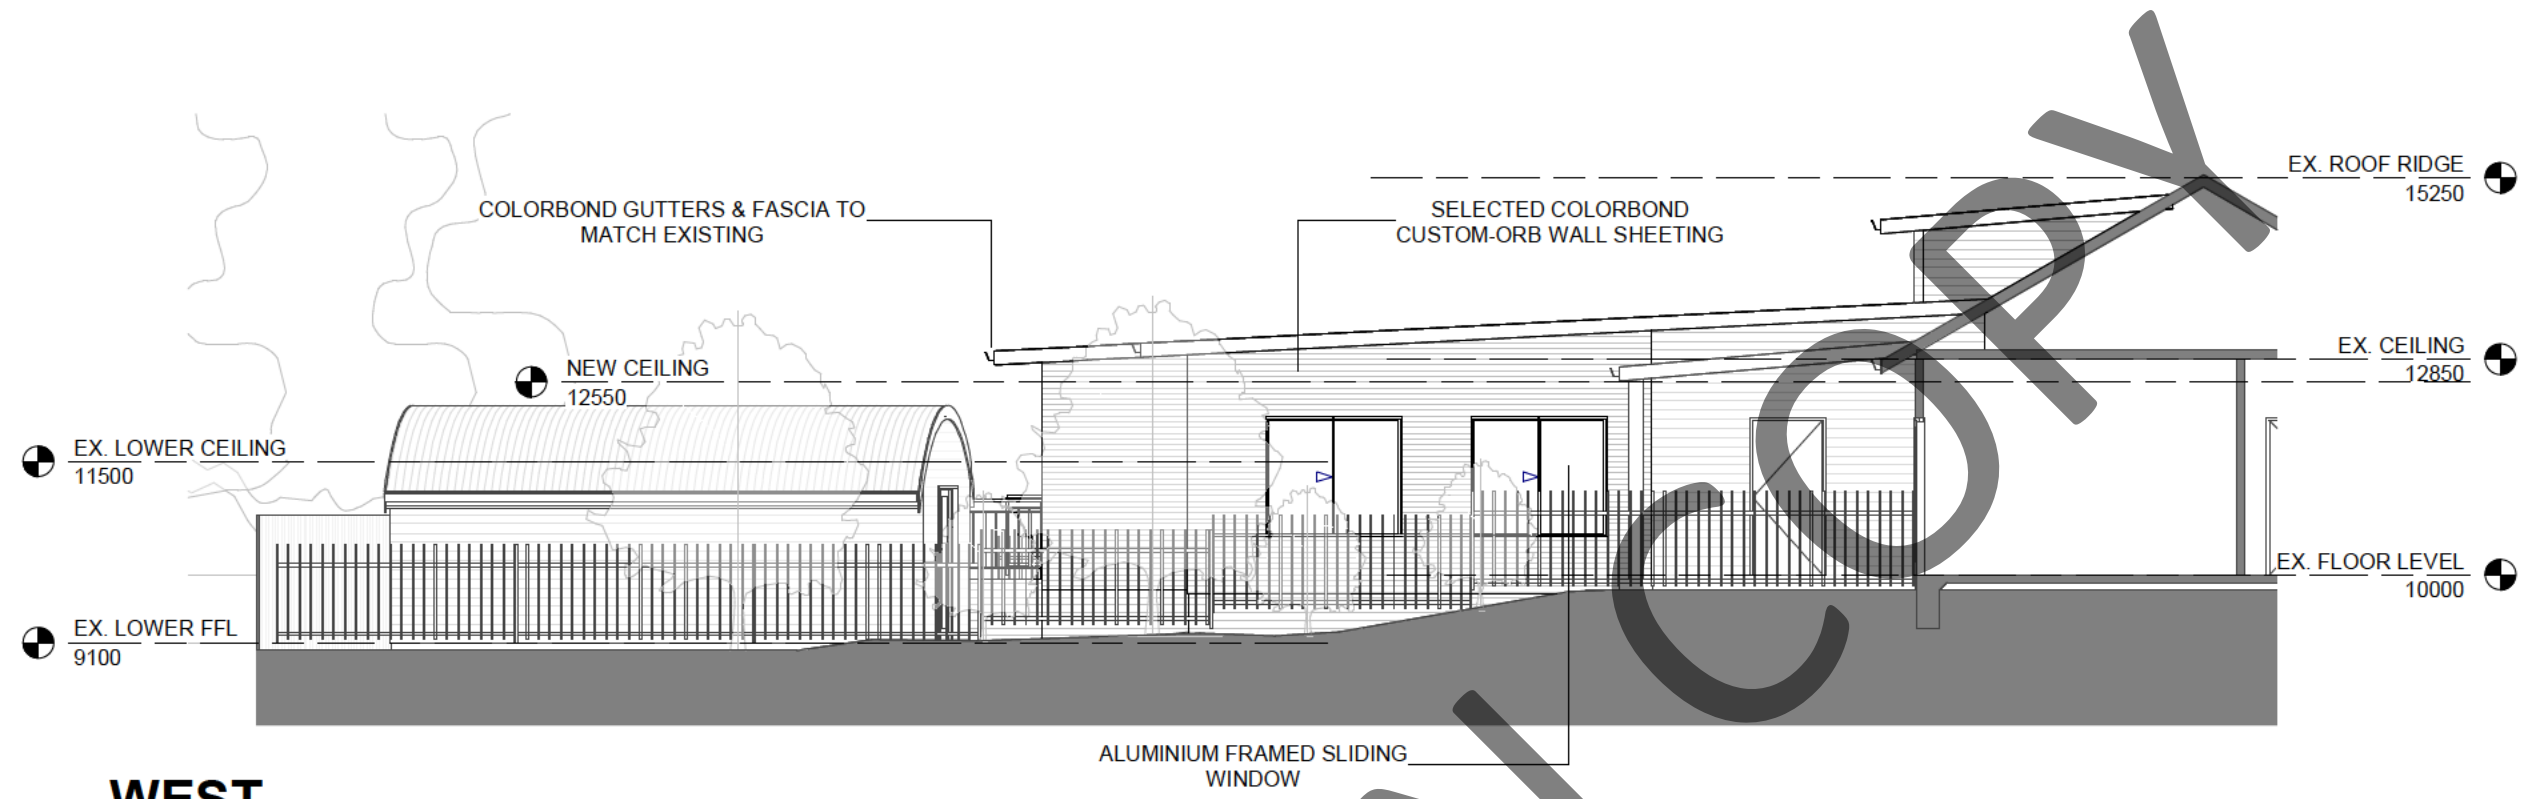 EX. ROOF RIDGE
15250
COLORBOND GUTTERS & FASCIA TO
MATCH EXISTING
SELECTED COLORBOND
CUSTOM-ORB WALL SHEETING
EX. CEILING
12850
NEW CEILING
12550
EX. LOWER CEILING
11500
EX. FLOOR LEVEL
10000
EX. LOWER FFL
9100
ALUMINIUM FRAMED SLIDING
WINDOW
WEST
COPY